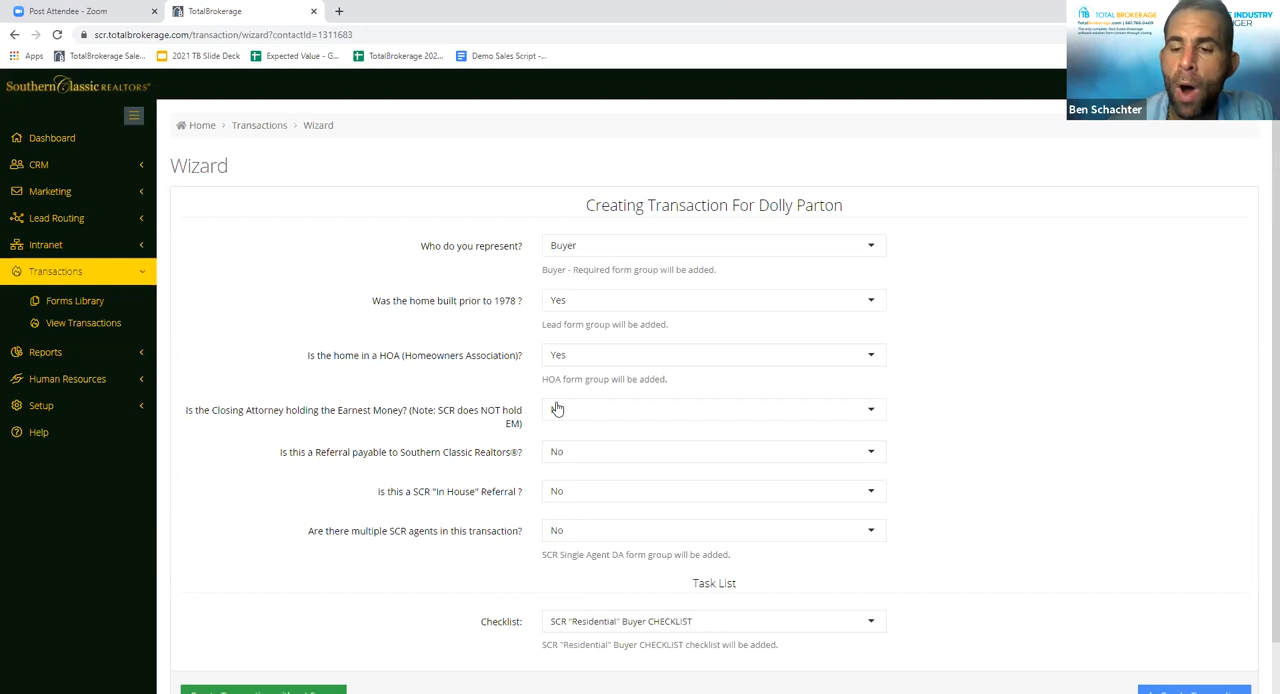 Post Attendee - Zoom
TotalBrokerage
scr.totalbrokerage.com/transaction/wizard?contactId=1311683
Apps
TotalBrokerage Sale...
2021 TB Slide Deck
Expected Value - G...
TotalBrokerage 202...
Demo Sales Script -...
TOTAL BROKERAGE
TotalBrokerage.com | 561.766.0409
INDUSTRY
Ben Schachter
Southern Classic REALTORS®
Dashboard
CRM
Marketing
Lead Routing
Intranet
Transactions
Forms Library
View Transactions
Reports
Human Resources
Setup
Help
Home > Transactions > Wizard
Wizard
Creating Transaction For Dolly Parton
Who do you represent?
Buyer
Buyer - Required form group will be added.
Was the home built prior to 1978 ?
Yes
Lead form group will be added.
Is the home in a HOA (Homeowners Association)?
Yes
HOA form group will be added.
Is the Closing Attorney holding the Earnest Money? (Note: SCR does NOT hold
EM)
Is this a Referral payable to Southern Classic Realtors®?
No
Is this a SCR "In House" Referral ?
No
Are there multiple SCR agents in this transaction?
No
SCR Single Agent DA form group will be added.
Task List
Checklist:
SCR "Residential" Buyer CHECKLIST
SCR "Residential" Buyer CHECKLIST checklist will be added.